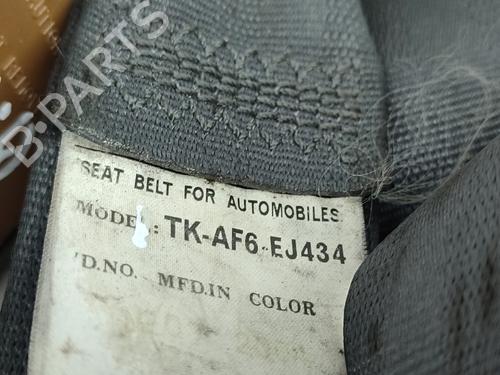 B-PARTS
SEAT BELT FOR AUTOMOBILES
MODEL: TK-AF6-EJ434
'D.NO. MFD.IN COLOR